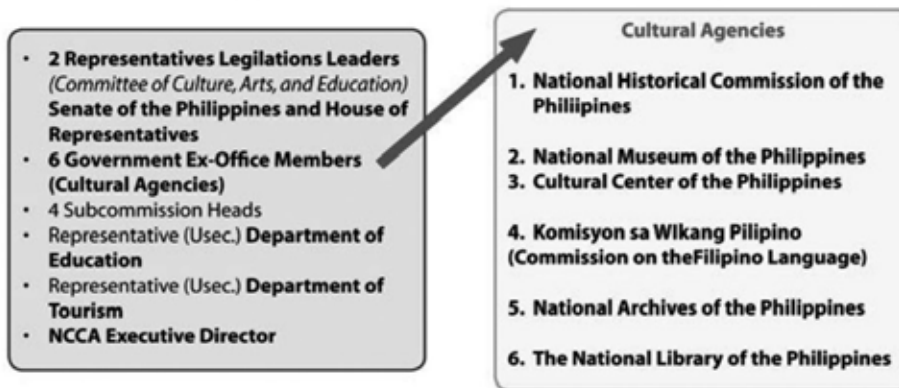 • 2 Representatives Legilations Leaders
(Committee of Culture, Arts, and Education)
Senate of the Philippines and House of
Representatives
• 6 Government Ex-Office Members
(Cultural Agencies)
• 4 Subcommission Heads
• Representative (Usec.) Department of
Education
• Representative (Usec.) Department of
Tourism
• NCCA Executive Director
Cultural Agencies
1. National Historical Commission of the
Philiipines
2. National Museum of the Philippines
3. Cultural Center of the Philippines
4. Komisyon sa WIkang Pilipino
(Commission on theFilipino Language)
5. National Archives of the Philippines
6. The National Library of the Philippines